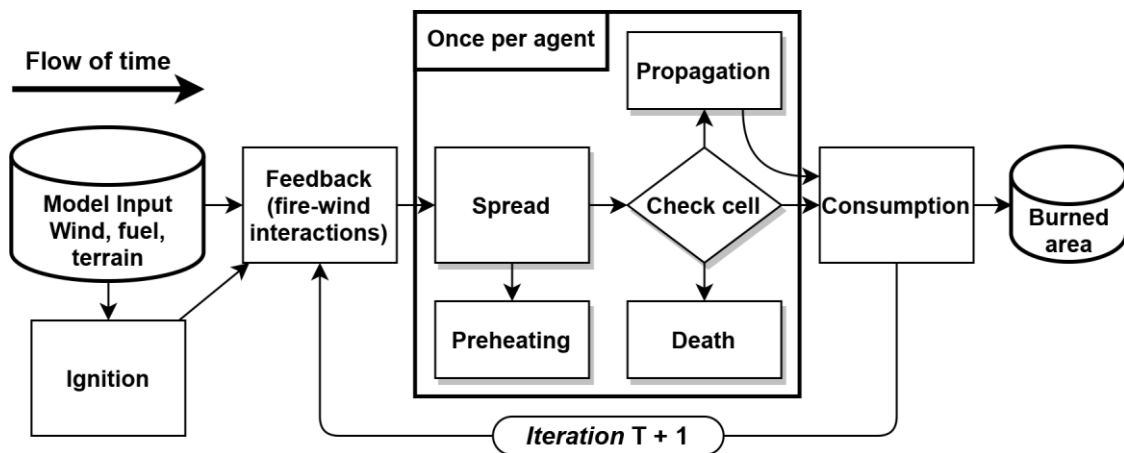 Flow of time
Once per agent
Propagation
Model Input
Wind, fuel,
terrain
Feedback
(fire-wind
interactions)
Spread
Check cell
Consumption
Burned
area
Ignition
Preheating
Death
Iteration T + 1